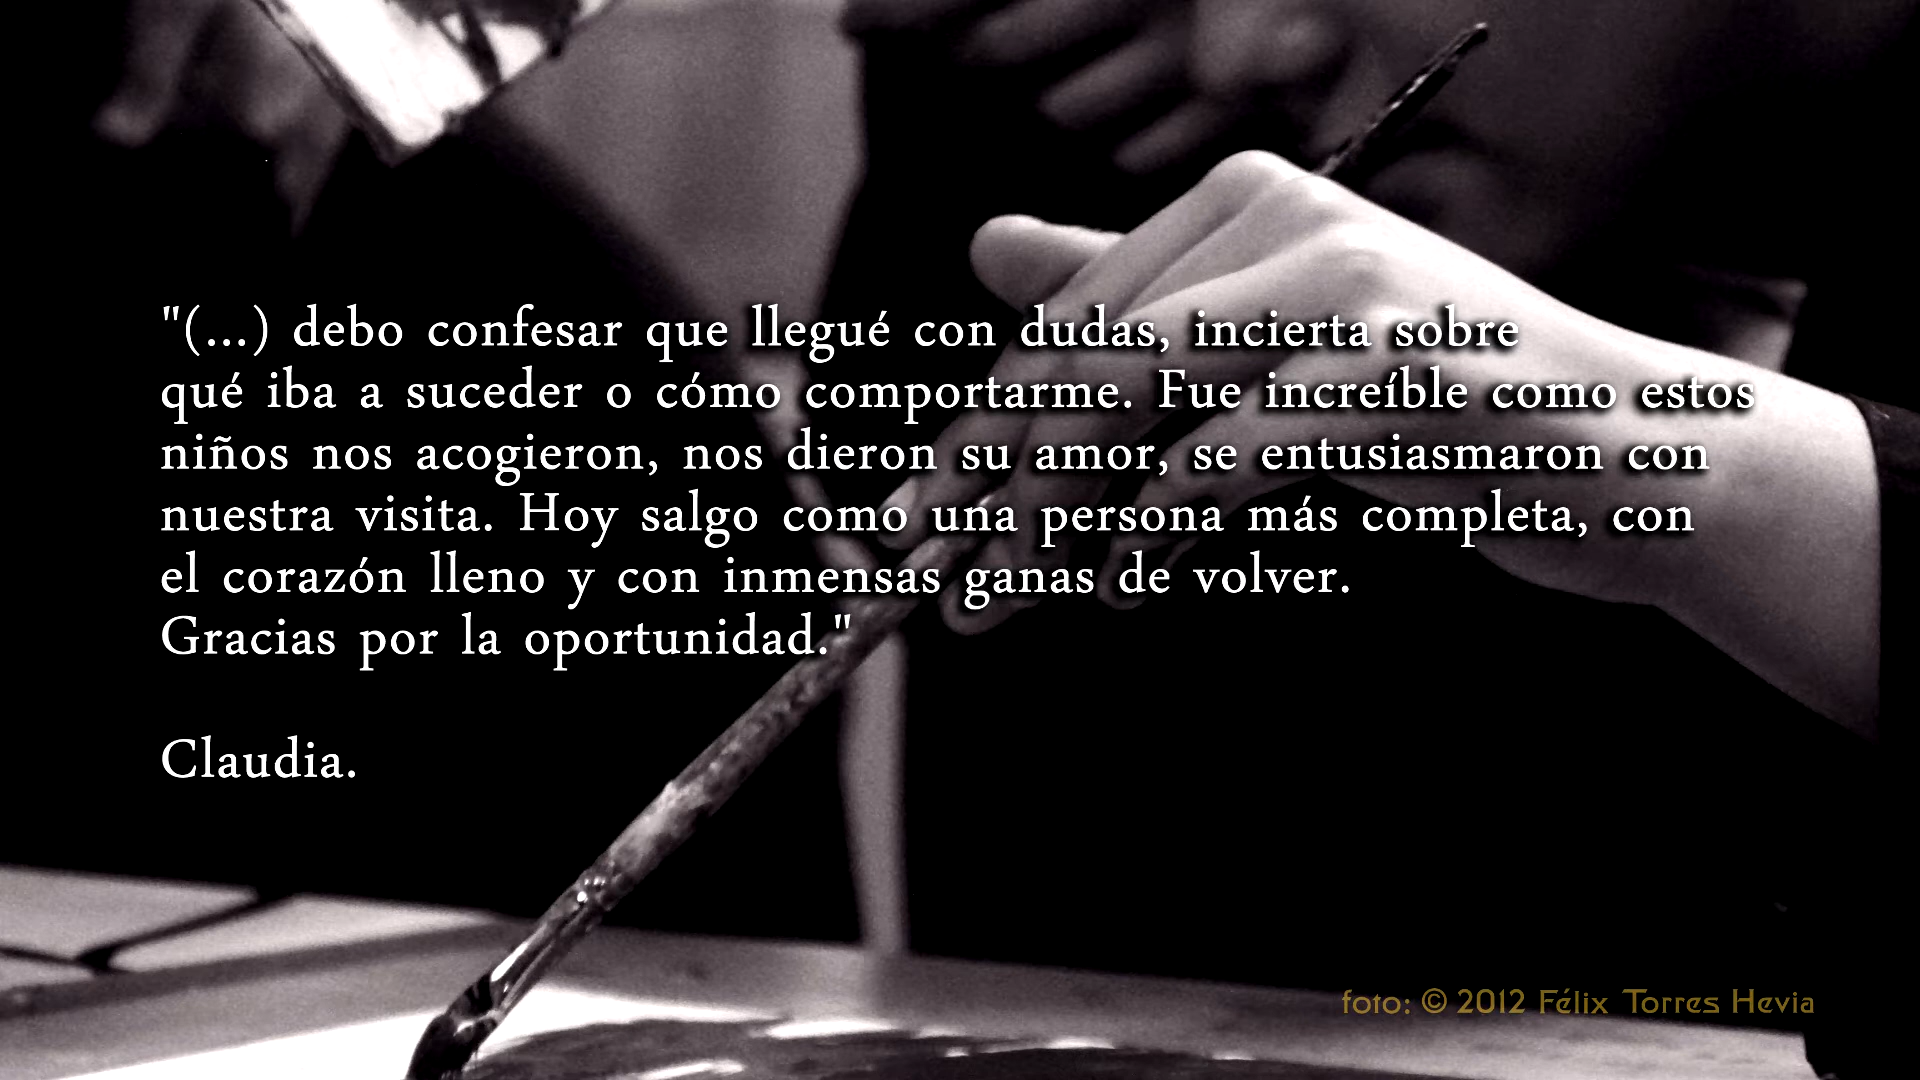 "(...) debo confesar que llegué con dudas, incierta sobre
qué iba a suceder o cómo comportarme. Fue increíble como estos
niños nos acogieron, nos dieron su amor, se entusiasmaron con
nuestra visita. Hoy salgo como una persona más completa, con
el corazón lleno y con inmensas ganas de volver.
Gracias por la oportunidad."
Claudia.
foto: © 2012 Félix Torres Hevia